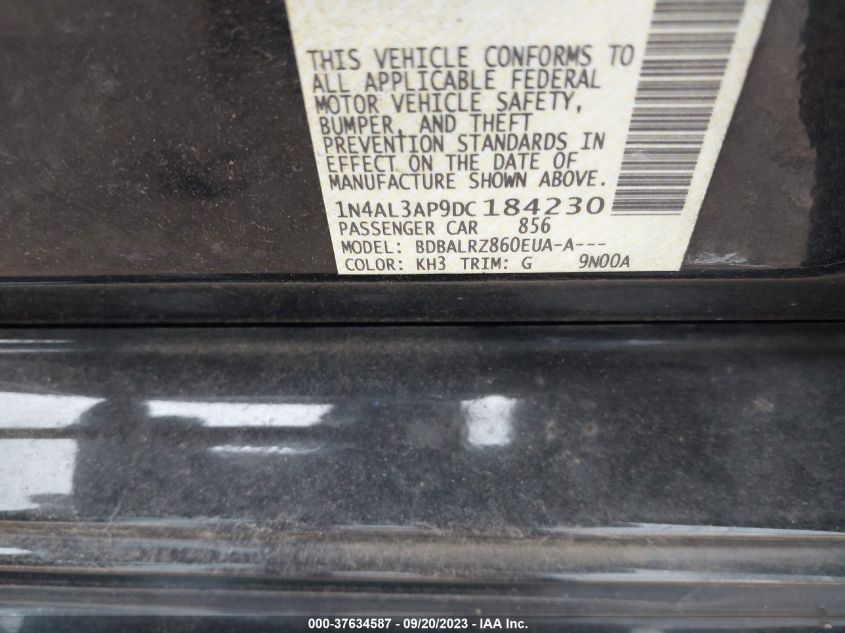 THIS VEHICLE CONFORMS TO
ALL APPLICABLE FEDERAL
MOTOR VEHICLE SAFETY,
BUMPER, AND THEFT
PREVENTION STANDARDS IN
EFFECT ON THE DATE OF
MANUFACTURE SHOWN ABOVE.
1N4AL3AP9DC184230
PASSENGER CAR 856
MODEL: BDBALRZ860EUA-A---
COLOR: KH3 TRIM: G 9N00A
000-37634587 - 09/20/2023 - IAA Inc.